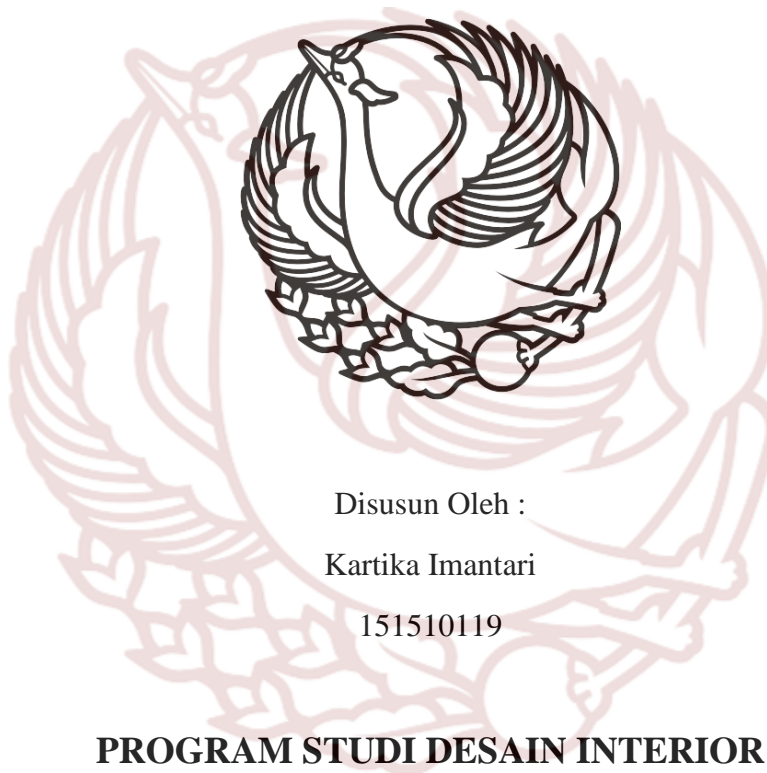 Disusun Oleh :
Kartika Imantari
151510119
PROGRAM STUDI DESAIN INTERIOR